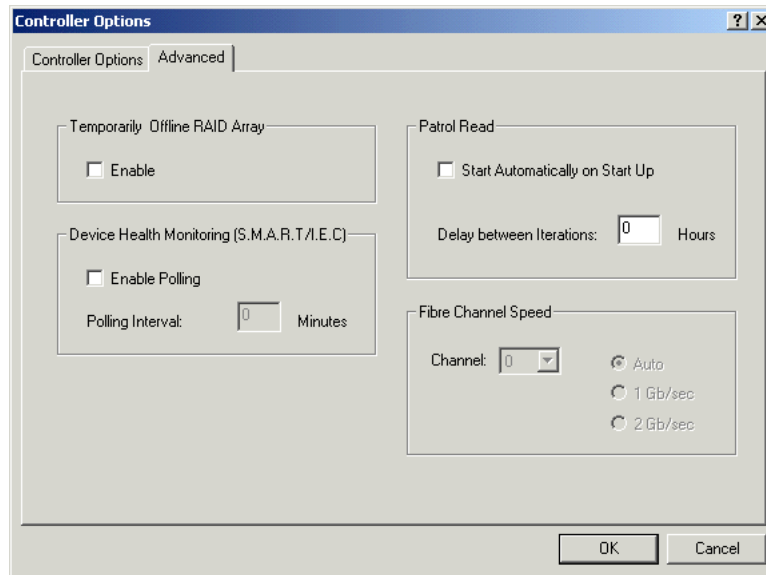 Controller Options
Controller Options
Advanced
Temporarily Offline RAID Array
Enable
Device Health Monitoring (S.M.A.R.T/I.E.C)
Enable Polling
Polling Interval: 0 Minutes
Patrol Read
Start Automatically on Start Up
Delay between Iterations: 0 Hours
Fibre Channel Speed
Channel: 0
Auto
1 Gb/sec
2 Gb/sec
OK
Cancel